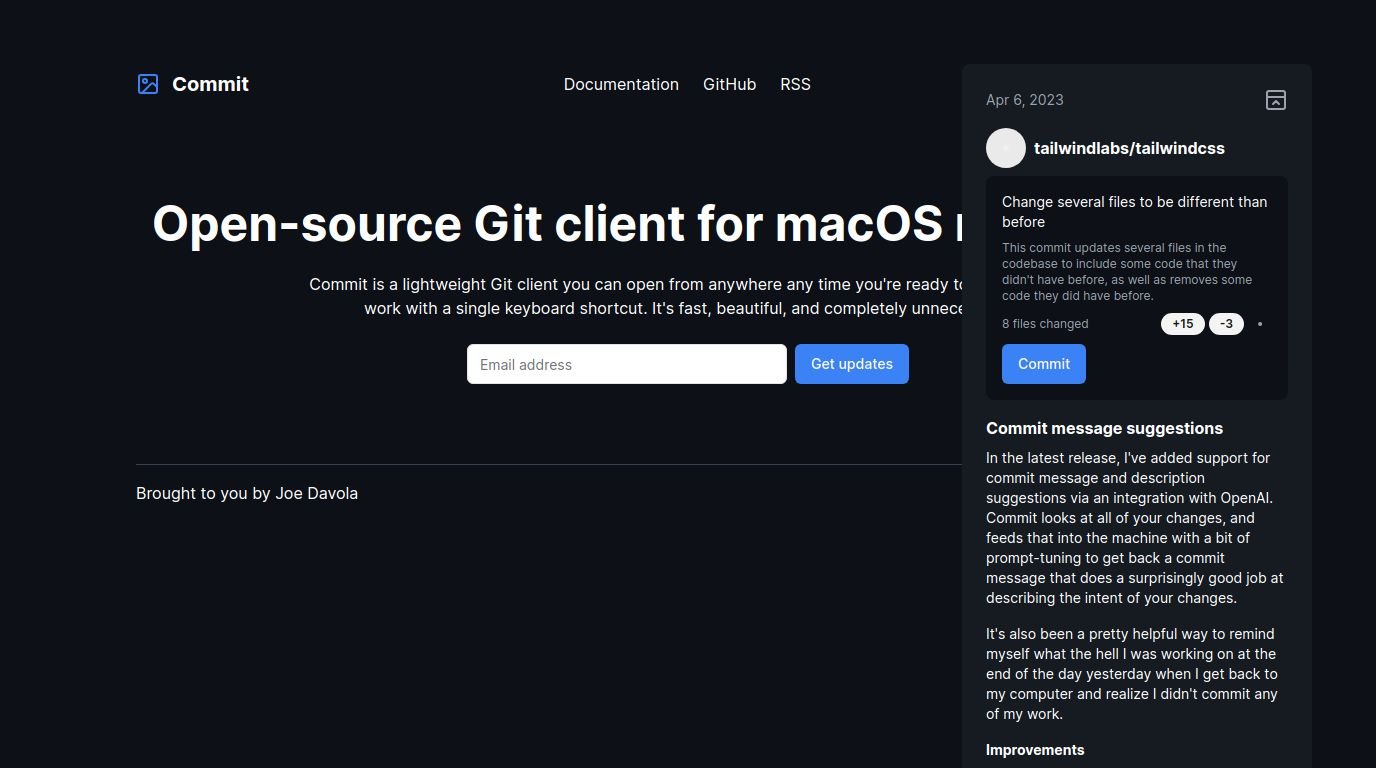 Commit
Documentation GitHub RSS
Open-source Git client for macOS
Commit is a lightweight Git client you can open from anywhere any time you're ready to
work with a single keyboard shortcut. It's fast, beautiful, and completely
Email address
Get updates
Brought to you by Joe Davola
Apr 6, 2023
tailwindlabs/tailwindcss
Change several files to be different than
before
This commit updates several files in the
codebase to include some code that they
didn't have before, as well as removes some
code they did have before.
8 files changed +15 -3
Commit
Commit message suggestions
In the latest release, I've added support for
commit message and description
suggestions via an integration with OpenAI.
Commit looks at all of your changes, and
feeds that into the machine with a bit of
prompt-tuning to get back a commit
message that does a surprisingly good job at
describing the intent of your changes.
It's also been a pretty helpful way to remind
myself what the hell I was working on at the
end of the day yesterday when I get back to
my computer and realize I didn't commit any
of my work.
Improvements